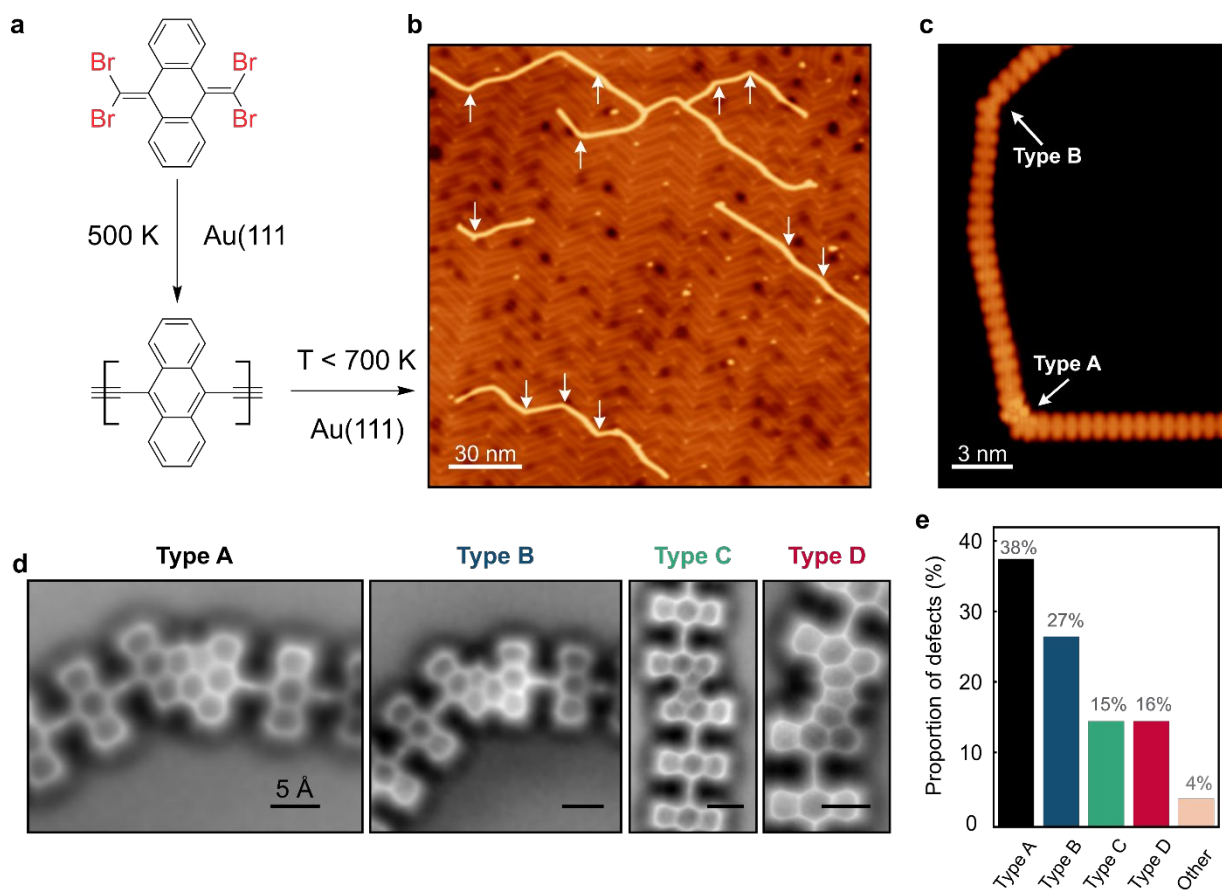 a
Br
Br
Br
Br
500 K
Au(111
T < 700 K
Au(111)
b
30 nm
c
Type B
Type A
3 nm
d
Type A
Type B
Type C
Type D
5 Å
e
Proportion of defects (%)
40
30
20
10
0
38%
27%
15%
16%
4%
Type A
Type B
Type C
Type D
Other